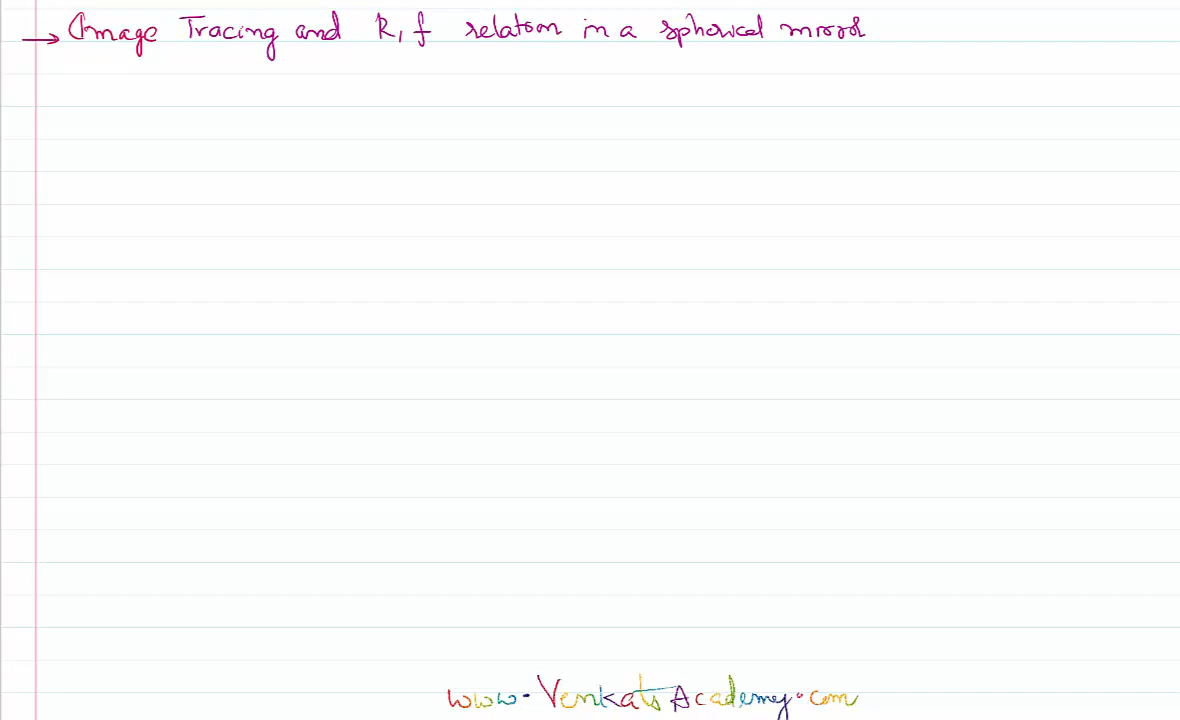 → Image Tracing and R, f relation in a spherical mirror
www.VenkatsAcademy.com